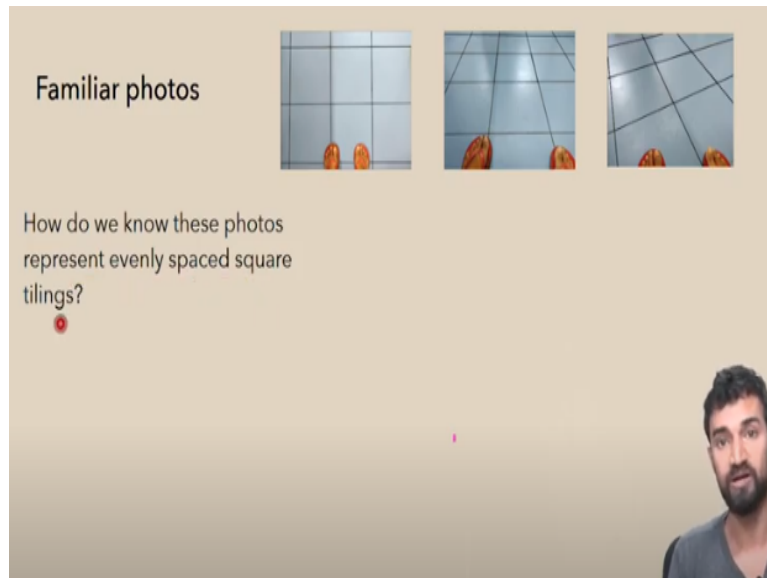 Familiar photos
How do we know these photos
represent evenly spaced square
tilings?